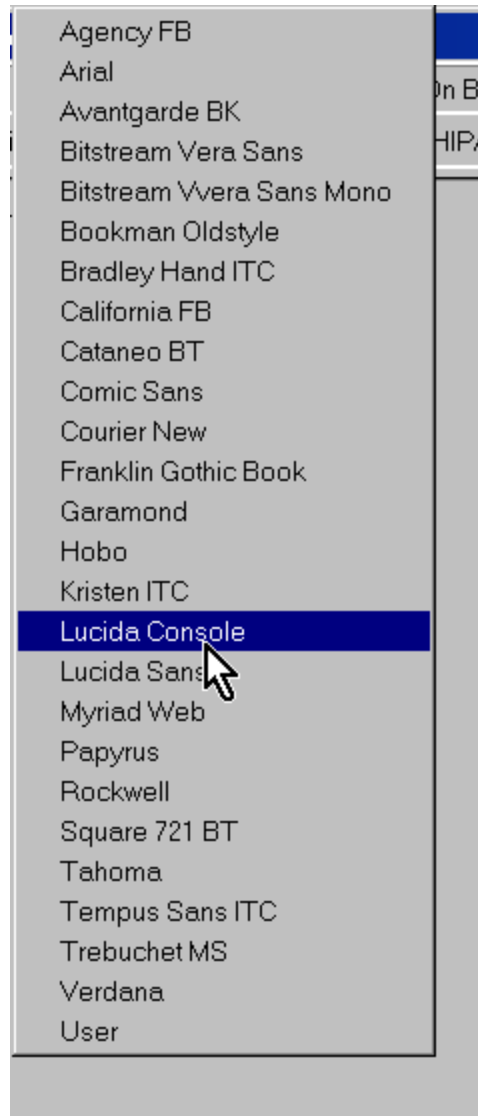 Agency FB
Arial
Avantgarde BK
Bitstream Vera Sans
Bitstream Vvera Sans Mono
Bookman Oldstyle
Bradley Hand ITC
California FB
Cataneo BT
Comic Sans
Courier New
Franklin Gothic Book
Garamond
Hobo
Kristen ITC
Lucida Console
Lucida Sans
Myriad Web
Papyrus
Rockwell
Square 721 BT
Tahoma
Tempus Sans ITC
Trebuchet MS
Verdana
User